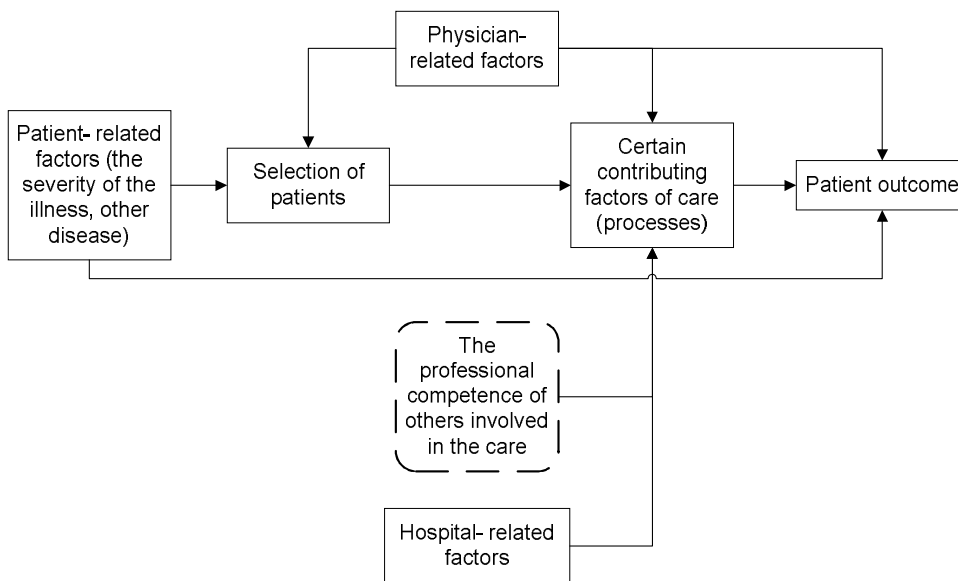 Physician-
related factors
Patient- related
factors (the
severity of the
illness, other
disease)
Selection of
patients
Certain
contributing
factors of care
(processes)
Patient outcome
The
professional
competence of
others involved
in the care
Hospital- related
factors